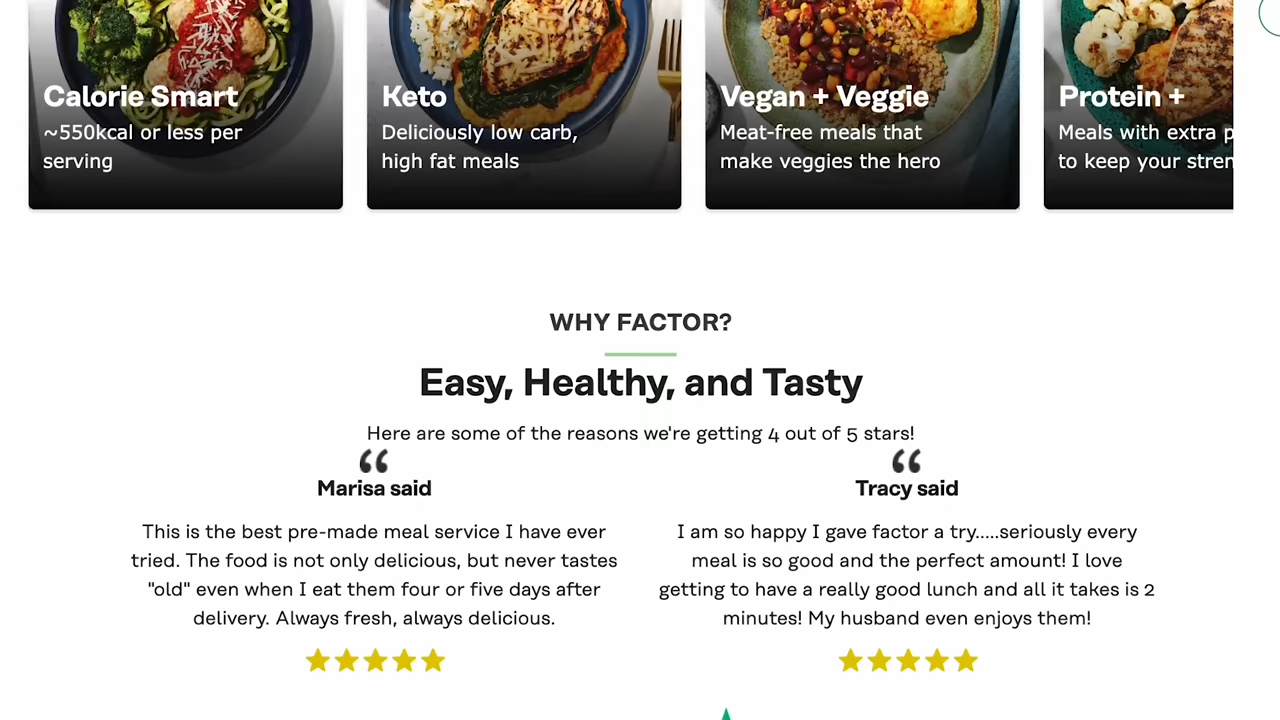 Calorie Smart
~550kcal or less per
serving
Keto
Deliciously low carb,
high fat meals
Vegan + Veggie
Meat-free meals that
make veggies the hero
Protein +
Meals with extra
to keep your
WHY FACTOR?
Easy, Healthy, and Tasty
Here are some of the reasons we're getting 4 out of 5 stars!
Marisa said
This is the best pre-made meal service I have ever
tried. The food is not only delicious, but never tastes
"old" even when I eat them four or five days after
delivery. Always fresh, always delicious.
Tracy said
I am so happy I gave factor a try.....seriously every
meal is so good and the perfect amount! I love
getting to have a really good lunch and all it takes is 2
minutes! My husband even enjoys them!